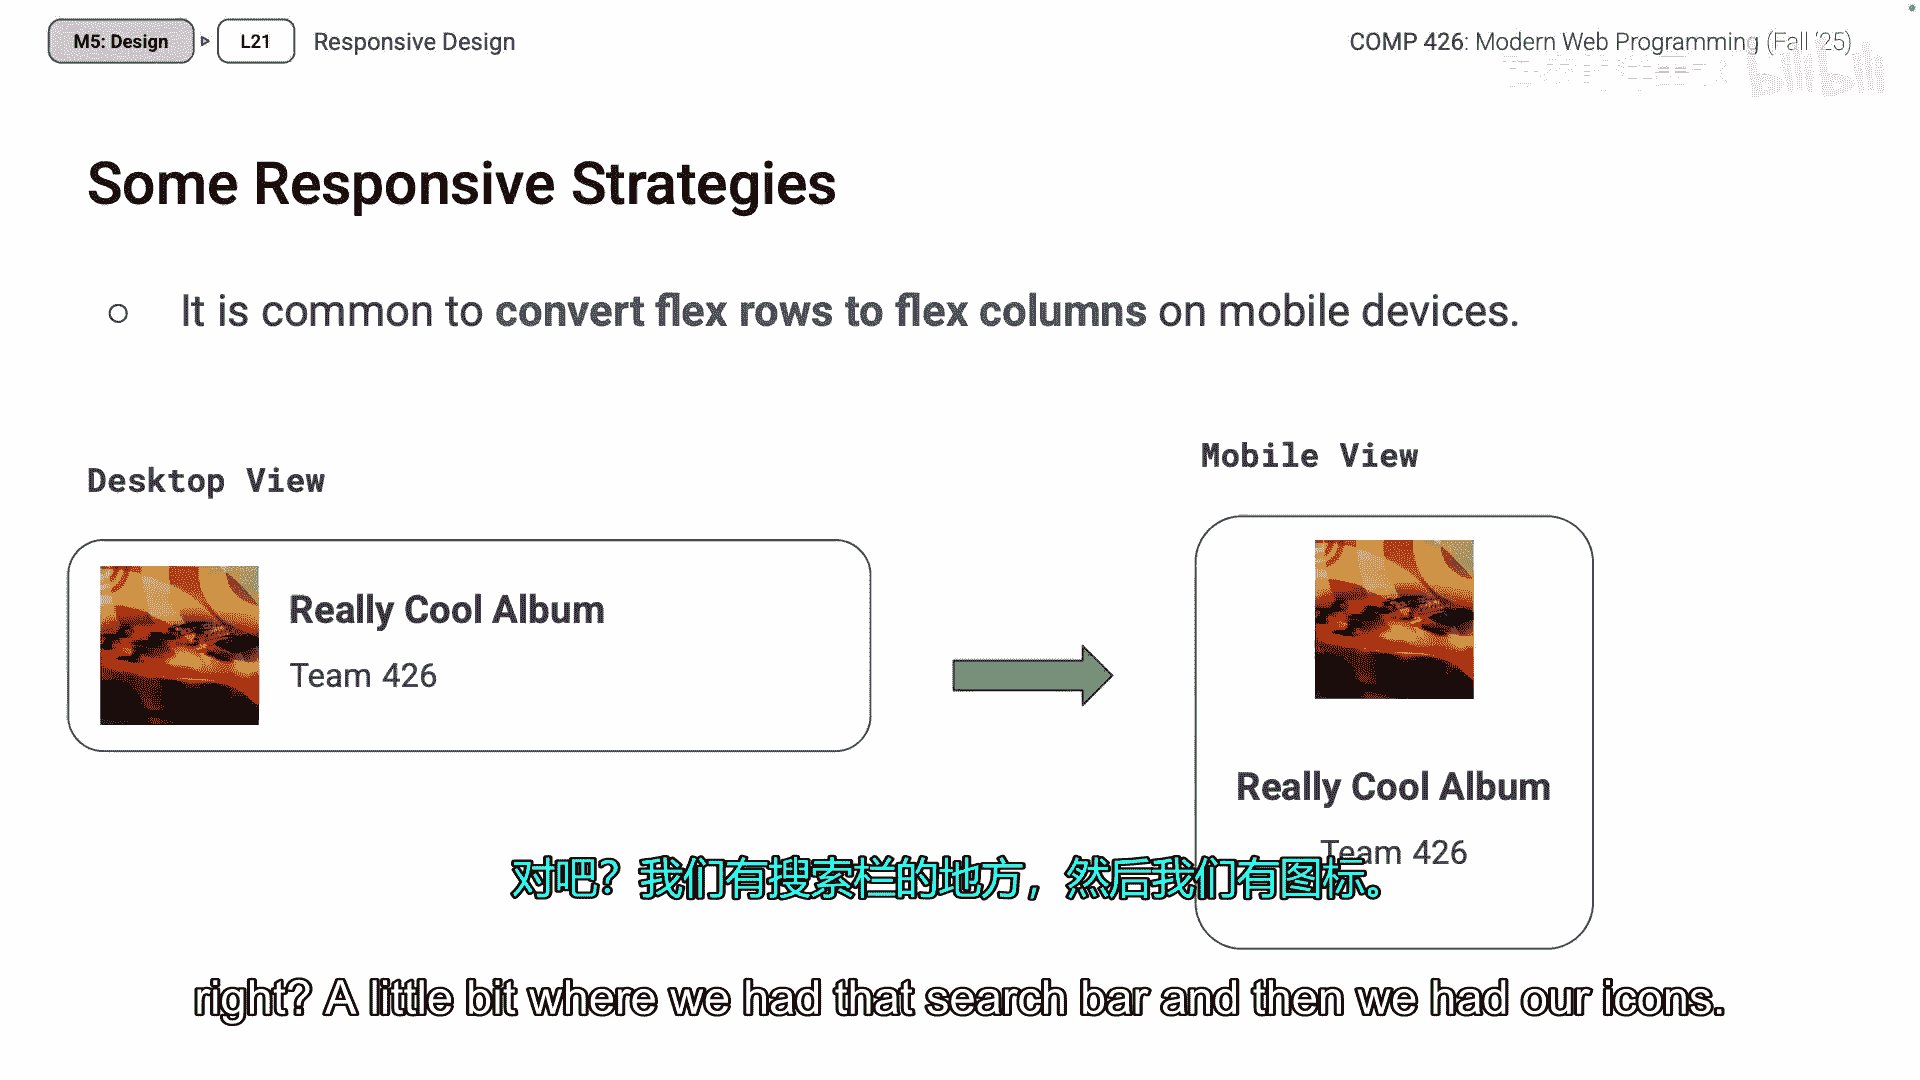 M5: Design
L21
Responsive Design
COMP 426: Modern Web Programming (Fall ‘25)
bilibili
Some Responsive Strategies
○ It is common to convert flex rows to flex columns on mobile devices.
Desktop View
Really Cool Album
Team 426
Mobile View
Really Cool Album
Team 426
对吧？我们有搜索栏的地方，然后我们有图标。
right? A little bit where we had that search bar and then we had our icons.